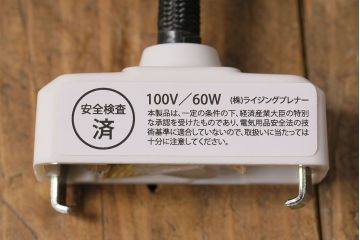 安全検査
済
100V／60W (株)ライジングプレナー
本製品は、一定の条件の下、経済産業大臣の特別
な承認を受けたものであり、電気用品安全法の技
術基準に適合していないので、取扱いに当たっては
十分に注意してください。